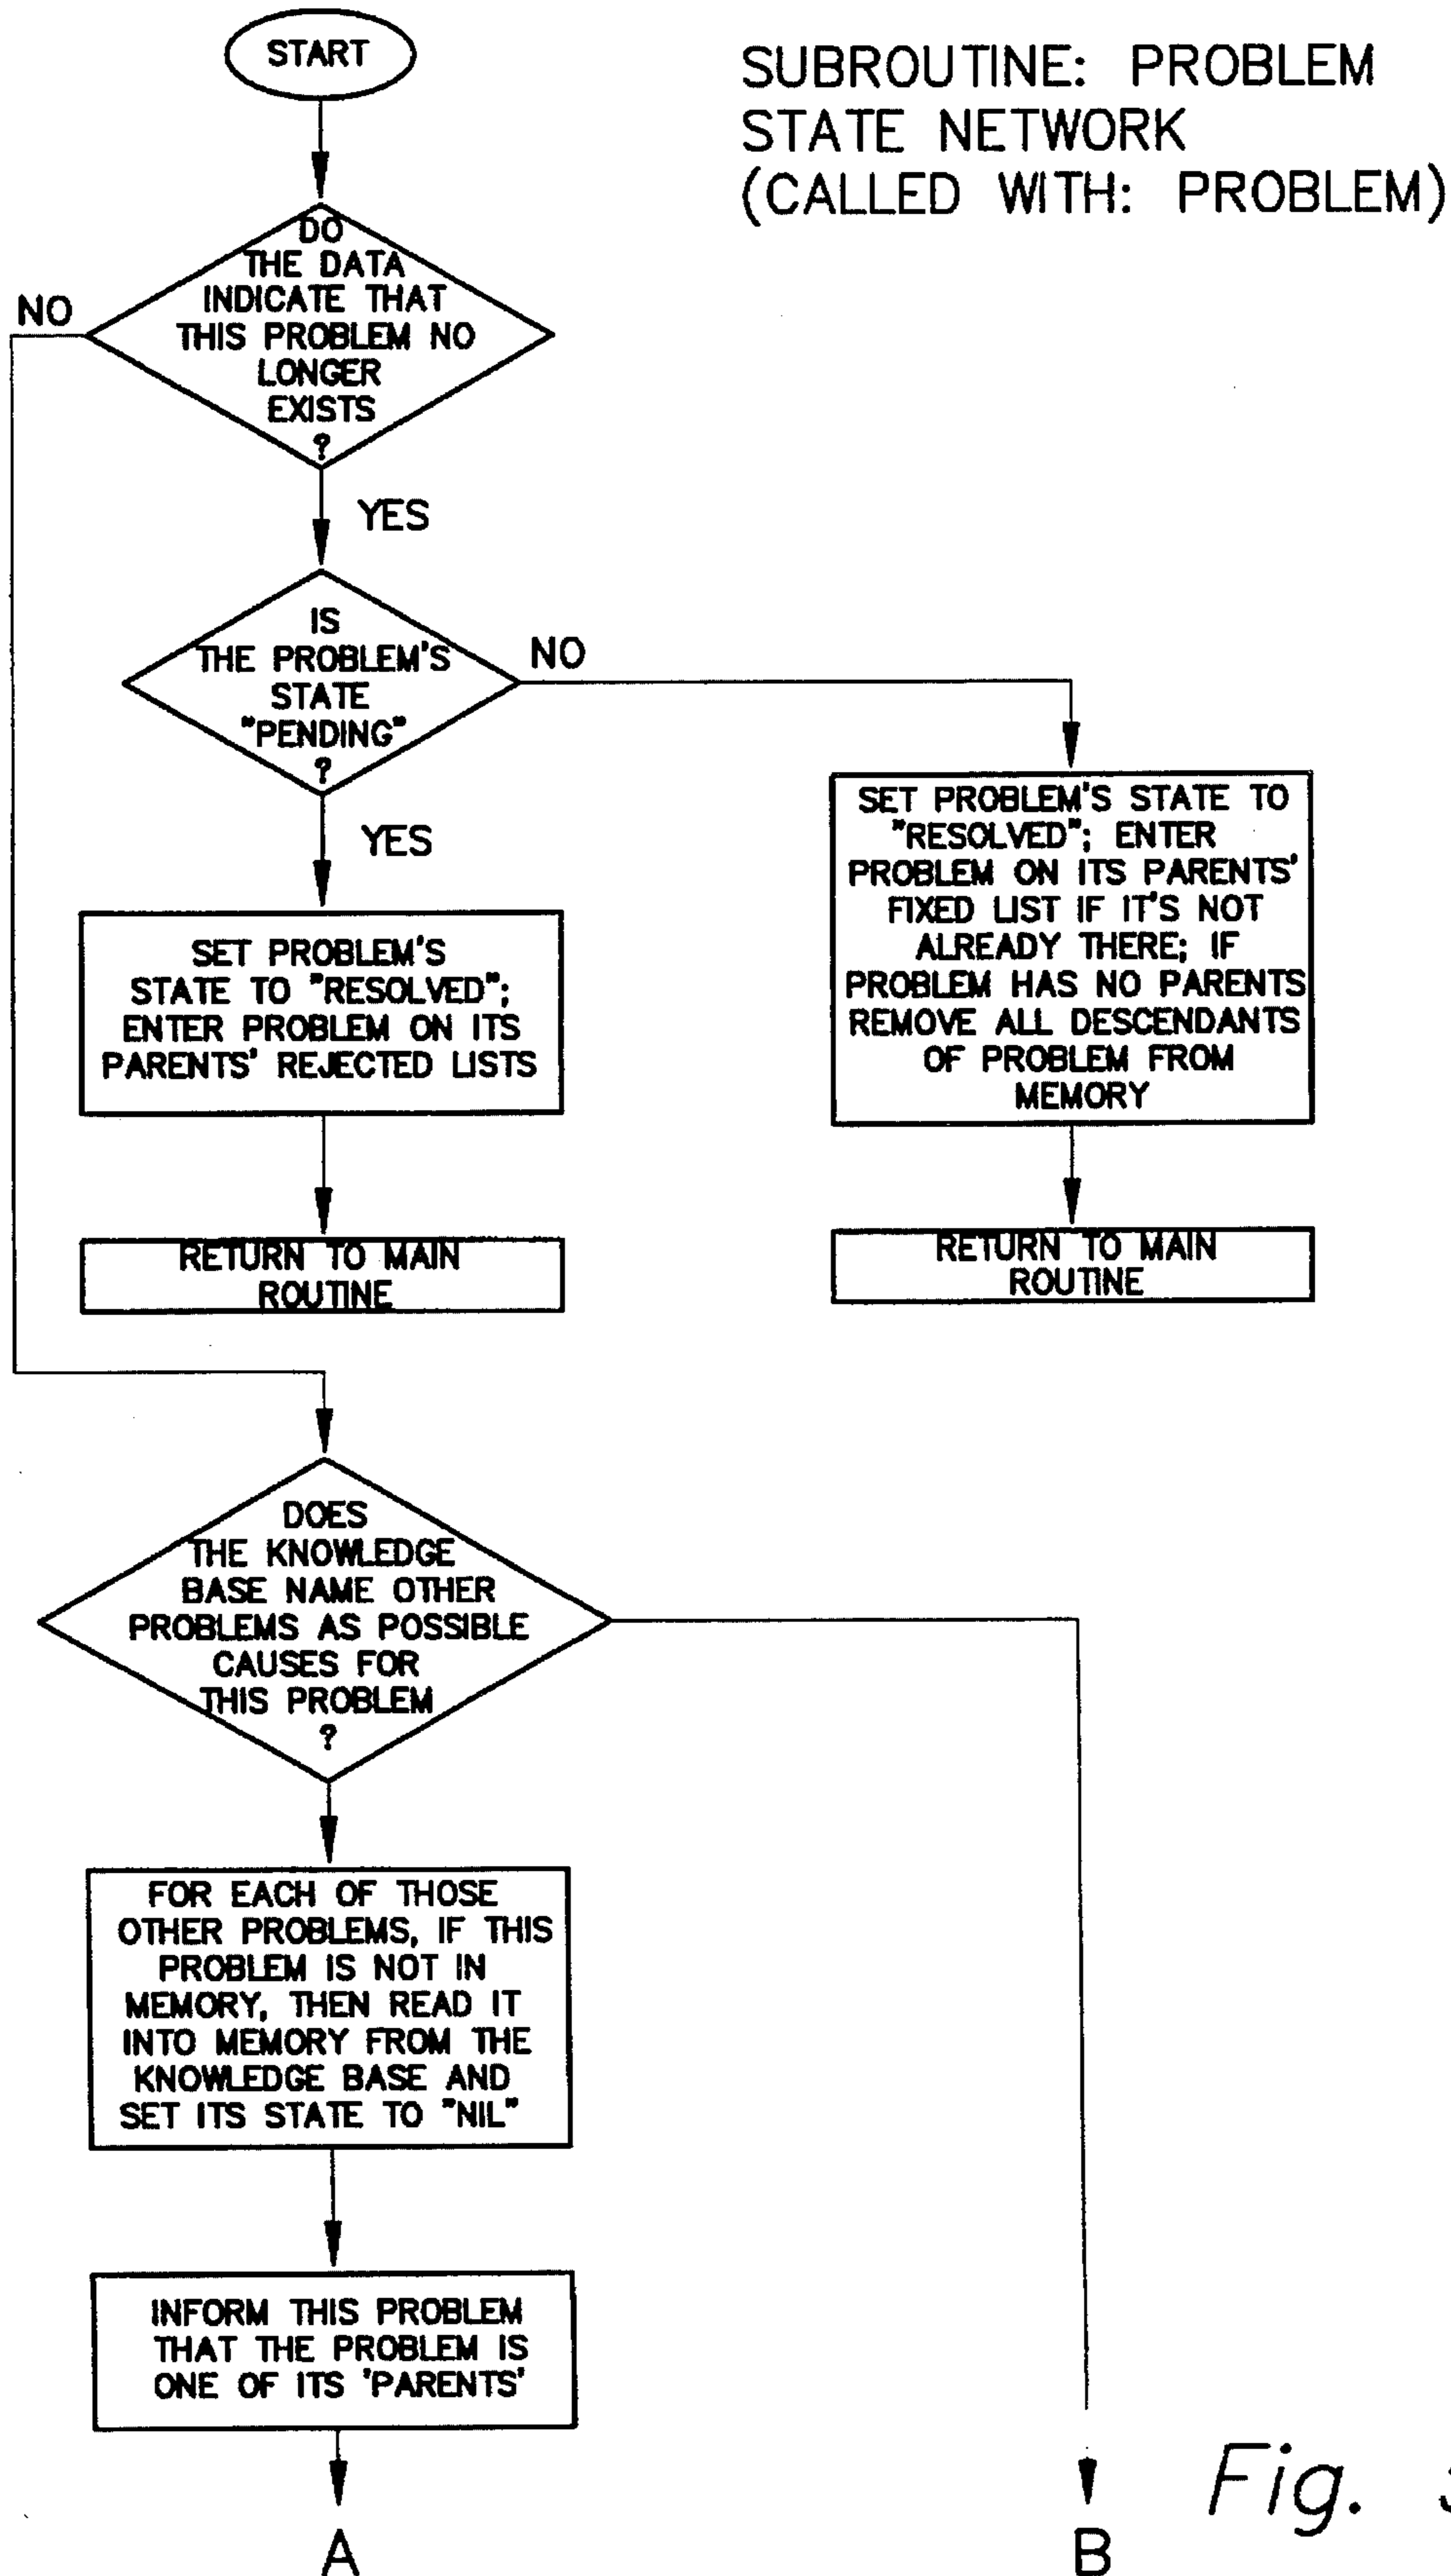 START
SUBROUTINE: PROBLEM
STATE NETWORK
(CALLED WITH: PROBLEM)
DO
THE DATA
INDICATE THAT
THIS PROBLEM NO
LONGER
EXISTS
?
NO
YES
IS
THE PROBLEM'S
STATE
"PENDING"
?
NO
YES
SET PROBLEM'S
STATE TO "RESOLVED";
ENTER PROBLEM ON ITS
PARENTS' REJECTED LISTS
SET PROBLEM'S STATE TO
"RESOLVED"; ENTER
PROBLEM ON ITS PARENTS'
FIXED LIST IF IT'S NOT
ALREADY THERE; IF
PROBLEM HAS NO PARENTS
REMOVE ALL DESCENDANTS
OF PROBLEM FROM
MEMORY
RETURN TO MAIN
ROUTINE
RETURN TO MAIN
ROUTINE
DOES
THE KNOWLEDGE
BASE NAME OTHER
PROBLEMS AS POSSIBLE
CAUSES FOR
THIS PROBLEM
?
FOR EACH OF THOSE
OTHER PROBLEMS, IF THIS
PROBLEM IS NOT IN
MEMORY, THEN READ IT
INTO MEMORY FROM THE
KNOWLEDGE BASE AND
SET ITS STATE TO "NIL"
INFORM THIS PROBLEM
THAT THE PROBLEM IS
ONE OF ITS 'PARENTS'
A
B
Fig.